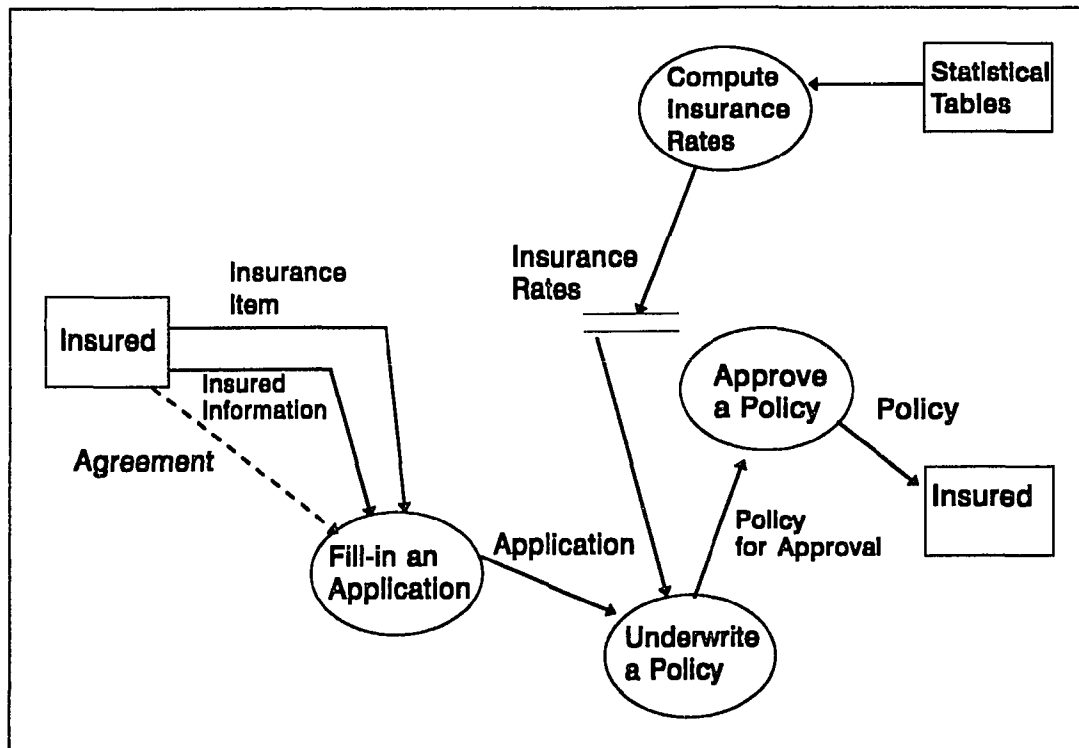 Compute
Insurance
Rates
Statistical
Tables
Insurance
Rates
Insurance
Item
Insured
Insured
Information
Agreement
Approve
a Policy
Policy
Insured
Policy
for Approval
Application
Fill-in an
Application
Underwrite
a Policy